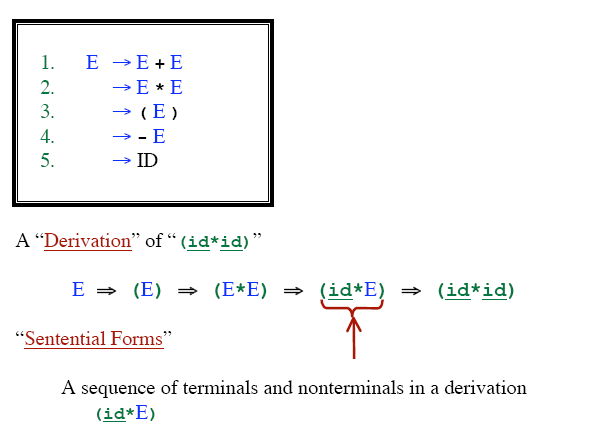 1. E → E + E
2. → E * E
3. → ( E )
4. → - E
5. → ID
A “Derivation” of “(id*id)”
E ⇒ (E) ⇒ (E*E) ⇒ (id*E) ⇒ (id*id)
“Sentential Forms”
A sequence of terminals and nonterminals in a derivation
(id*E)